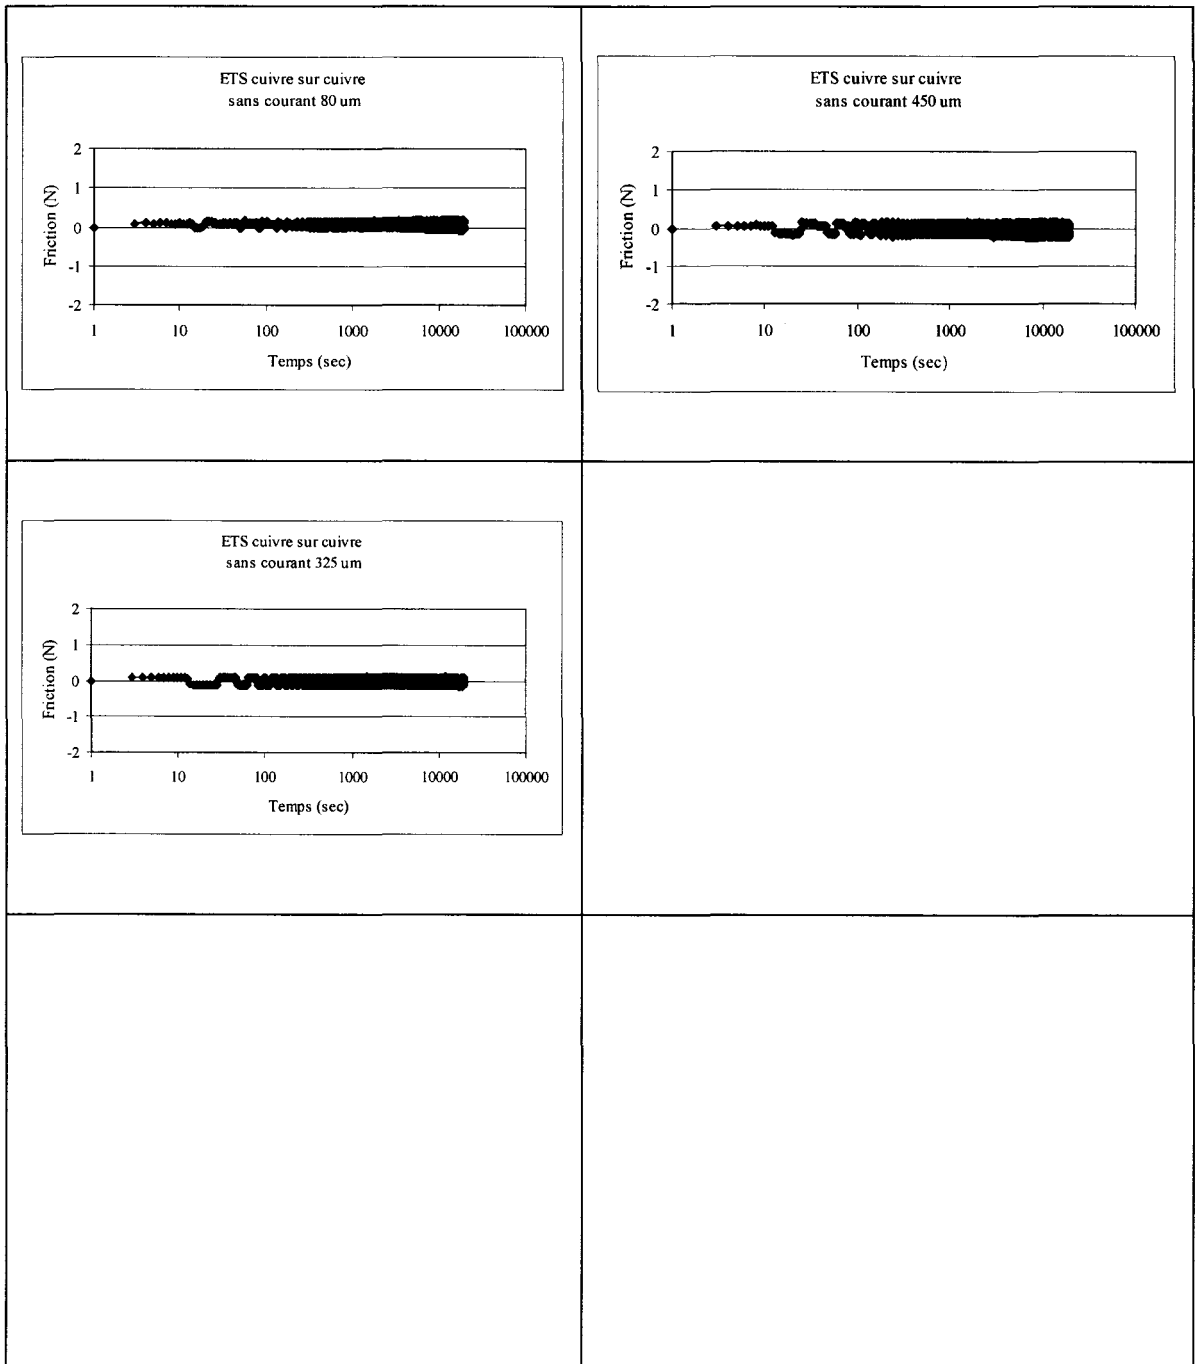 ETS cuivre sur cuivre
sans courant 80 um
Friction (N)
2
1
0
-1
-2
1 10 100 1000 10000 100000
Temps (sec)
ETS cuivre sur cuivre
sans courant 450 um
Friction (N)
2
1
0
-1
-2
1 10 100 1000 10000 100000
Temps (sec)
ETS cuivre sur cuivre
sans courant 325 um
Friction (N)
2
1
0
-1
-2
1 10 100 1000 10000 100000
Temps (sec)